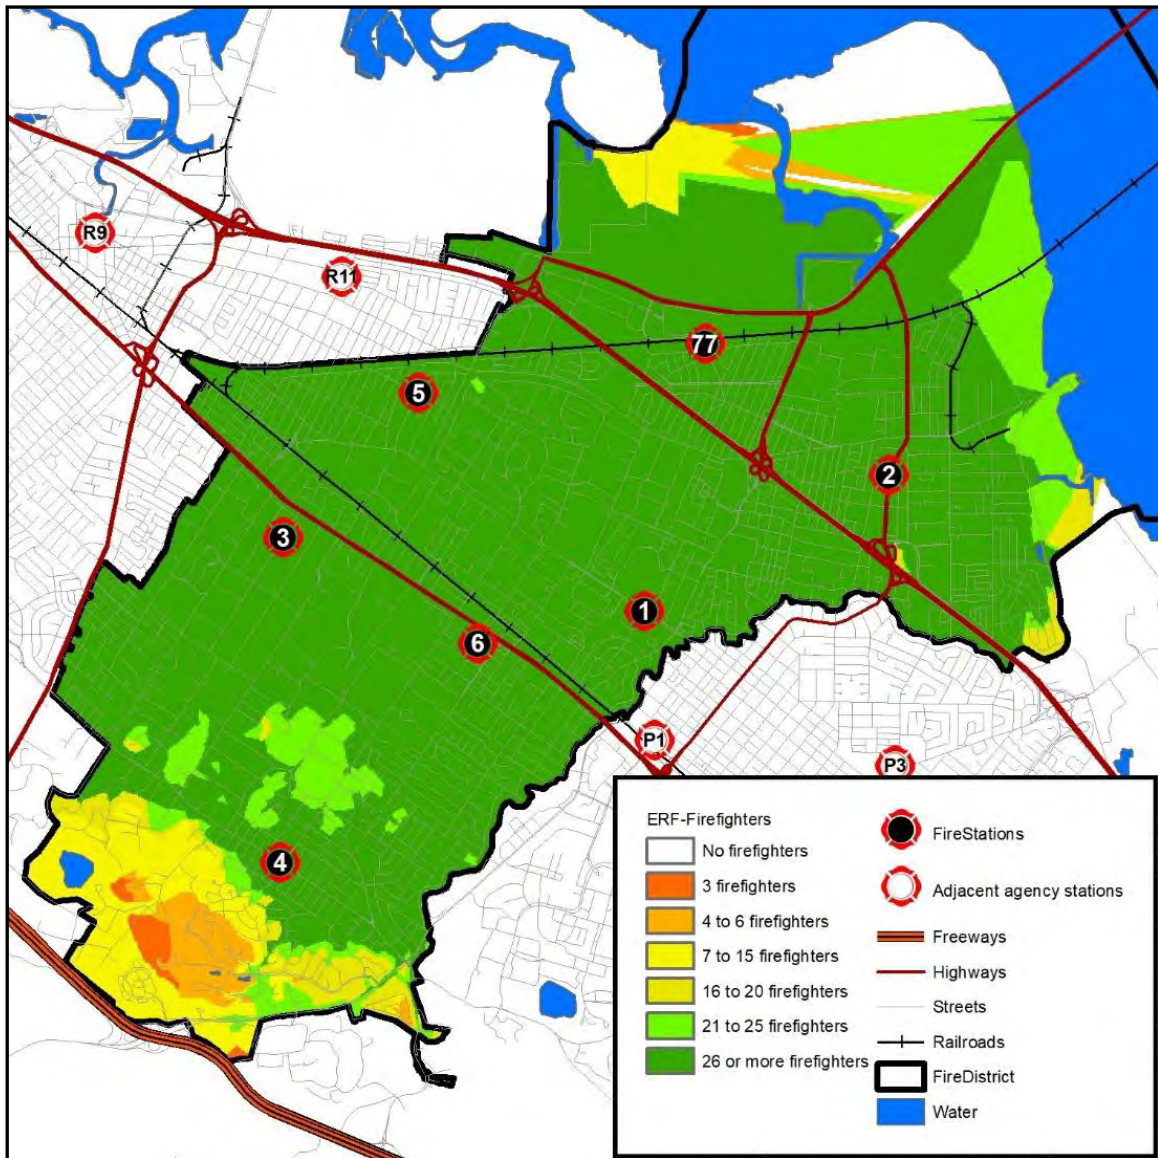 R9
R11
77
5
2
3
1
6
P1
P3
4
ERF-Firefighters
No firefighters
3 firefighters
4 to 6 firefighters
7 to 15 firefighters
16 to 20 firefighters
21 to 25 firefighters
26 or more firefighters
FireStations
Adjacent agency stations
Freeways
Highways
Streets
Railroads
FireDistrict
Water